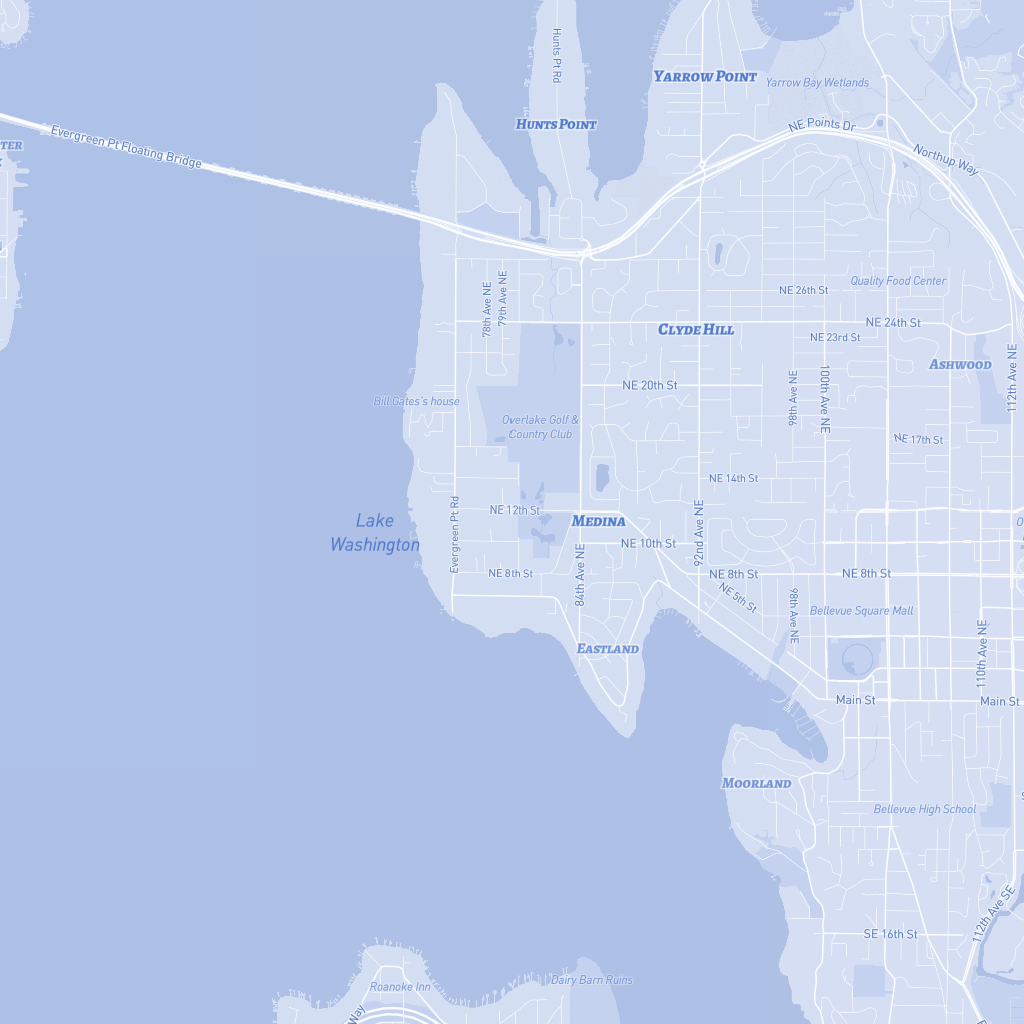 Hunts Pt Rd
YARROW POINT
Yarrow Bay Wetlands
HUNTS POINT
NE Points Dr
Evergreen Pt Floating Bridge
TER
Northup Way
78th Ave NE
79th Ave NE
Quality Food Center
NE 26th St
CLYDE HILL
NE 24th St
NE 23rd St
ASHWOOD
112th Ave NE
NE 20th St
98th Ave NE
100th Ave NE
Bill Gates's house
Overlake Golf &
Country Club
NE 17th St
NE 14th St
Evergreen Pt Rd
NE 12th St
92nd Ave NE
Lake
Washington
MEDINA
NE 10th St
84th Ave NE
NE 8th St
NE 8th St
NE 8th St
NE 5th St
98th Ave NE
Bellevue Square Mall
EASTLAND
110th Ave NE
Main St
Main St
MOORLAND
Bellevue High School
112th Ave SE
SE 16th St
Dairy Barn Ruins
Roanoke Inn
Way